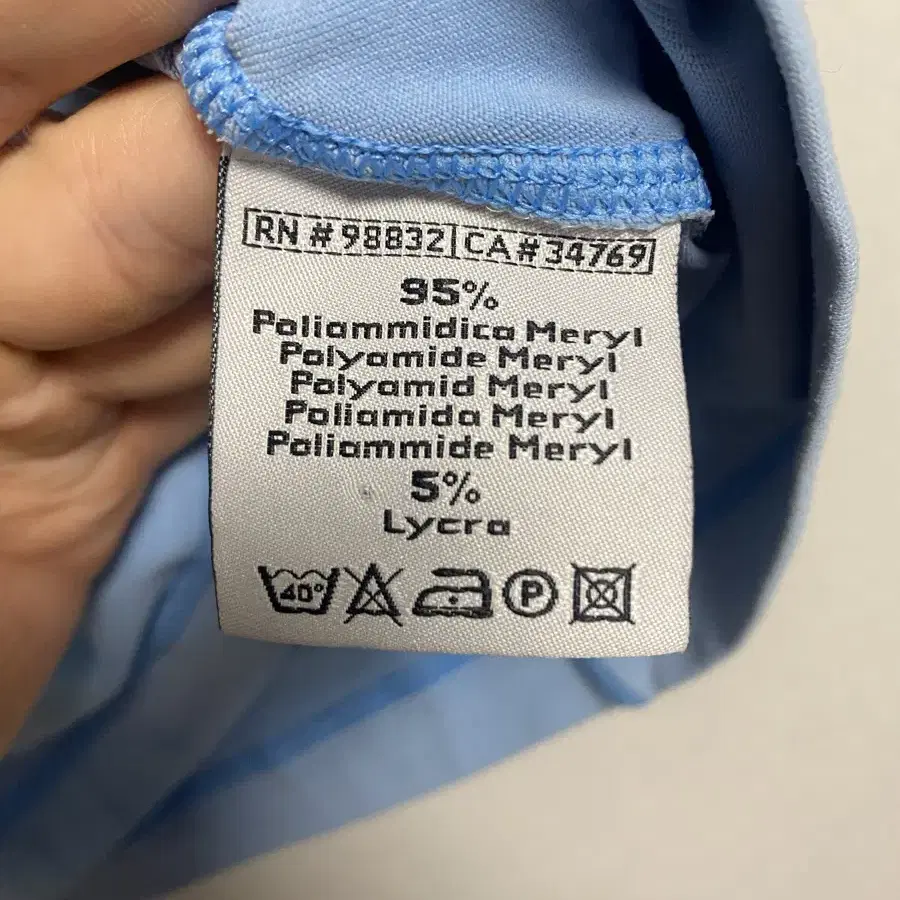 RN #98832 | CA#34769
95%
Poliammidica Meryl
Polyamide Meryl
Polyamid Meryl
Poliamida Meryl
Poliammide Meryl
5%
Lycra
40°
P